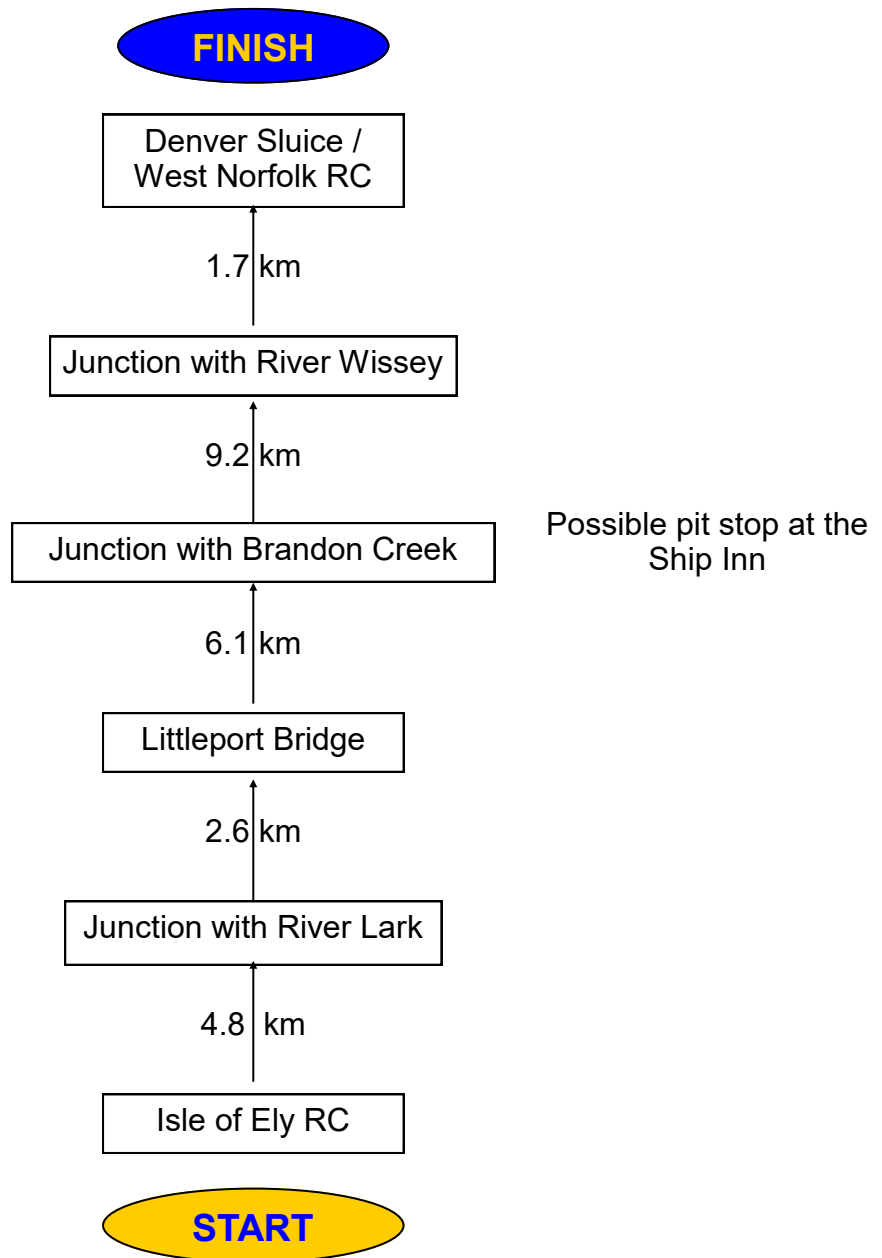 FINISH
Denver Sluice /
West Norfolk RC
1.7 km
Junction with River Wissey
9.2 km
Junction with Brandon Creek
Possible pit stop at the
Ship Inn
6.1 km
Littleport Bridge
2.6 km
Junction with River Lark
4.8 km
Isle of Ely RC
START